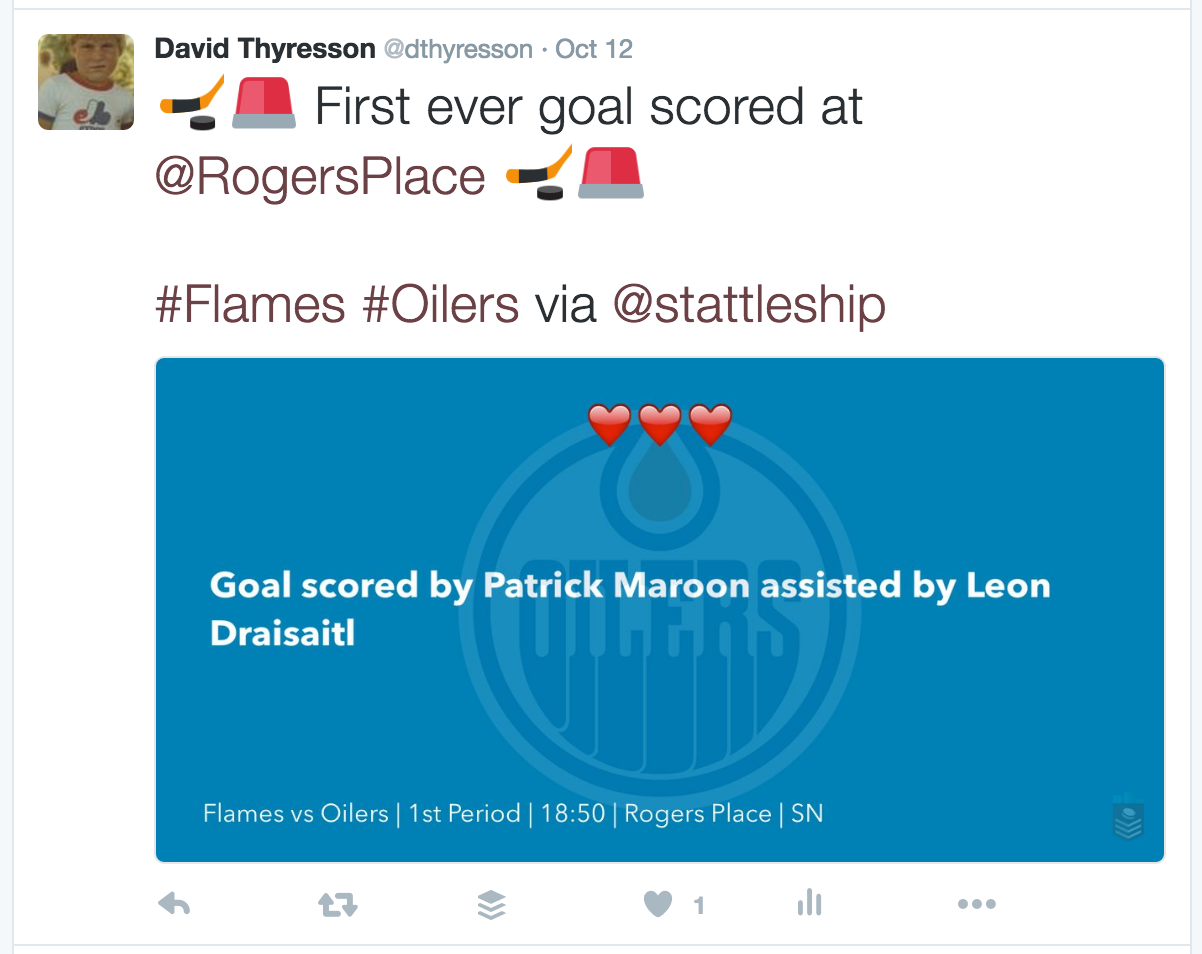 David Thyresson @dthyresson · Oct 12
🏒🚨 First ever goal scored at
@RogersPlace 🏒🚨
#Flames #Oilers via @stattleship
❤️❤️❤️
OILERS
Goal scored by Patrick Maroon assisted by Leon
Draisaitl
Flames vs Oilers | 1st Period | 18:50 | Rogers Place | SN
1